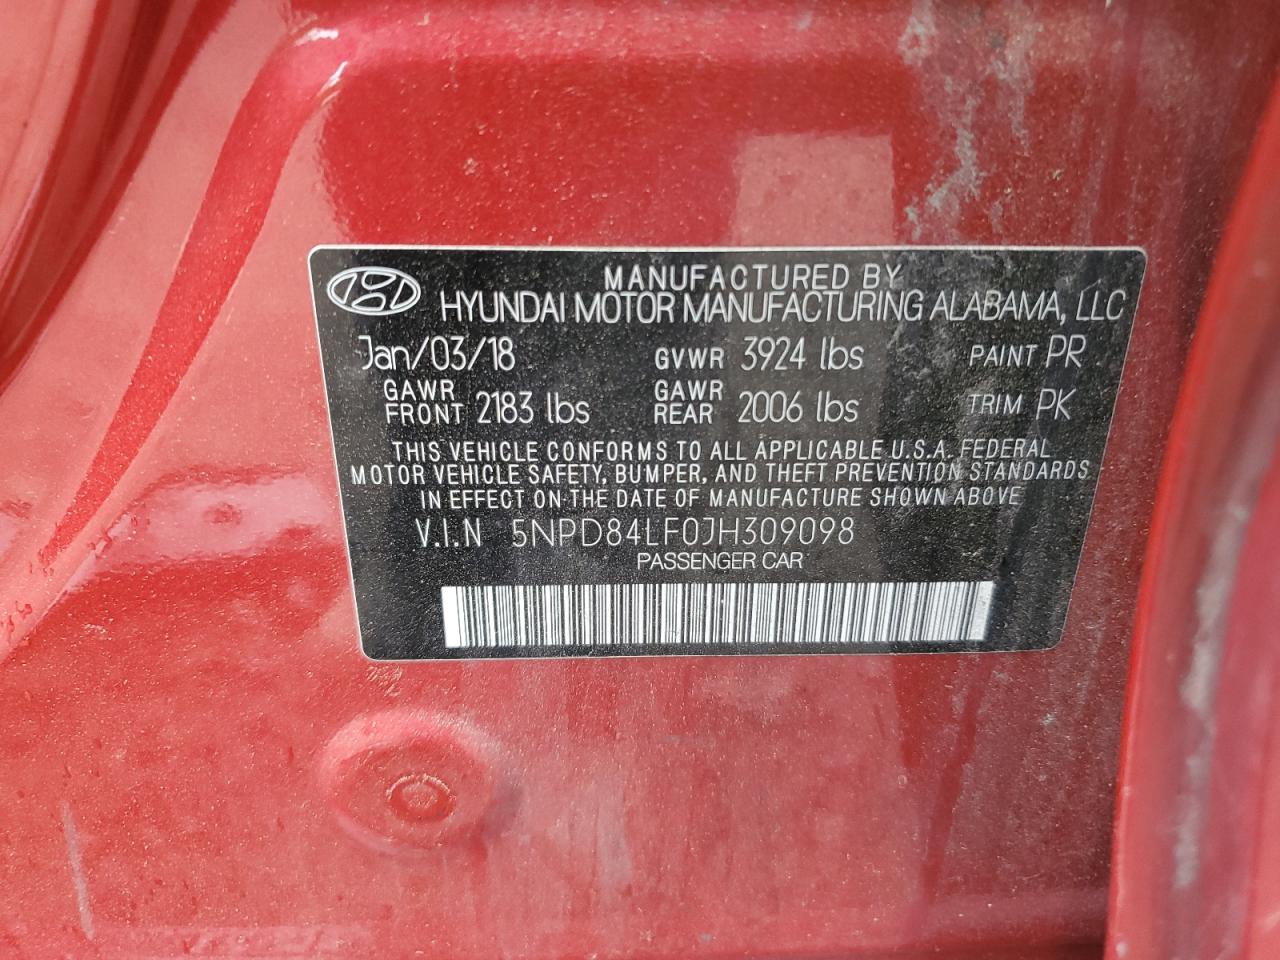 MANUFACTURED BY
HYUNDAI MOTOR MANUFACTURING ALABAMA, LLC
Jan/03/18 GVWR 3924 lbs PAINT PR
GAWR FRONT 2183 lbs GAWR REAR 2006 lbs TRIM PK
THIS VEHICLE CONFORMS TO ALL APPLICABLE U.S.A. FEDERAL
MOTOR VEHICLE SAFETY, BUMPER, AND THEFT PREVENTION STANDARDS
IN EFFECT ON THE DATE OF MANUFACTURE SHOWN ABOVE
V.I.N 5NPD84LF0JH309098
PASSENGER CAR